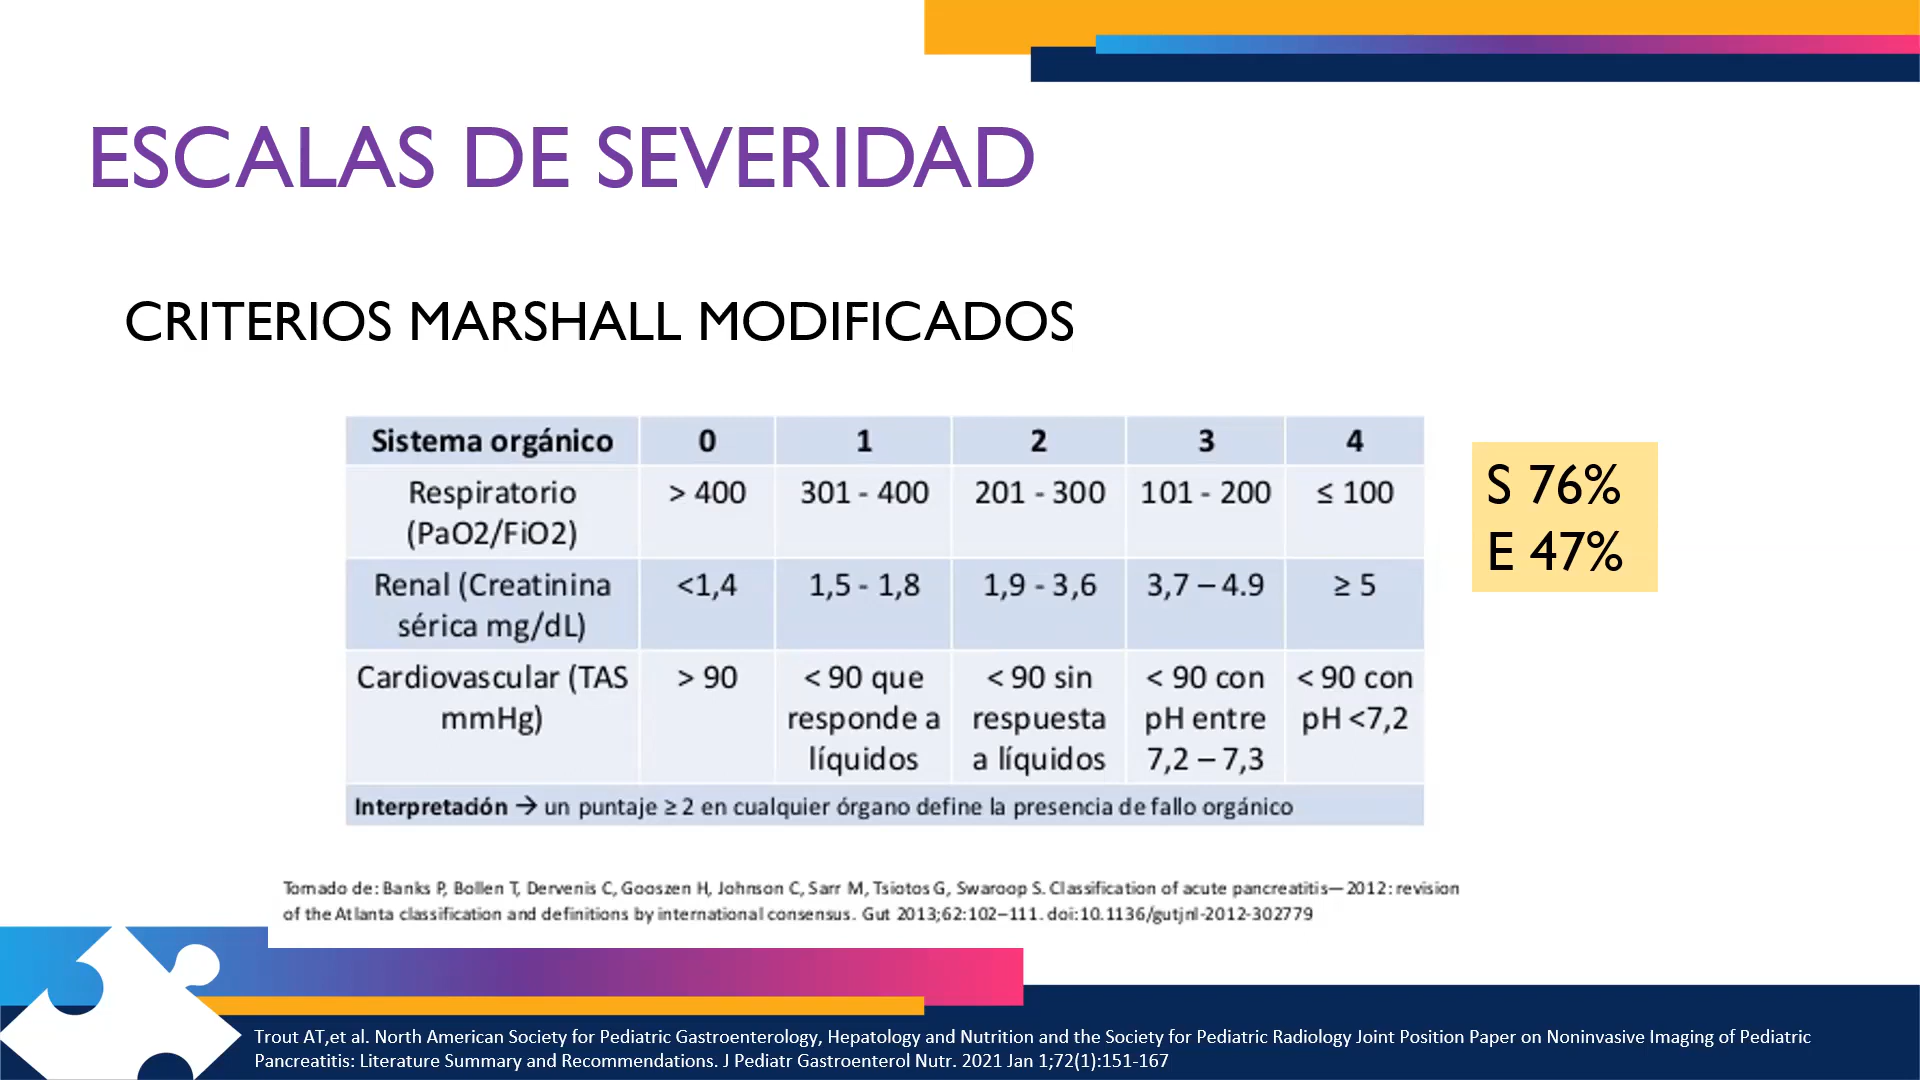 ESCALAS DE SEVERIDAD
CRITERIOS MARSHALL MODIFICADOS
Sistema orgánico 0 1 2 3 4
Respiratorio (PaO2/FiO2) > 400 301 - 400 201 - 300 101 - 200 ≤ 100
Renal (Creatinina sérica mg/dL) <1,4 1,5 - 1,8 1,9 - 3,6 3,7 – 4.9 ≥ 5
Cardiovascular (TAS mmHg) > 90 < 90 que responde a líquidos < 90 sin respuesta a líquidos < 90 con pH entre 7,2 – 7,3 < 90 con pH <7,2
Interpretación → un puntaje ≥ 2 en cualquier órgano define la presencia de fallo orgánico
S 76%
E 47%
Tomado de: Banks P, Bollen T, Dervenis C, Gooszen H, Johnson C, Sarr M, Tsiotos G, Swaroop S. Classification of acute pancreatitis—2012: revision
of the Atlanta classification and definitions by international consensus. Gut 2013;62:102–111. doi:10.1136/gutjnl-2012-302779
Trout AT,et al. North American Society for Pediatric Gastroenterology, Hepatology and Nutrition and the Society for Pediatric Radiology Joint Position Paper on Noninvasive Imaging of Pediatric
Pancreatitis: Literature Summary and Recommendations. J Pediatr Gastroenterol Nutr. 2021 Jan 1;72(1):151-167